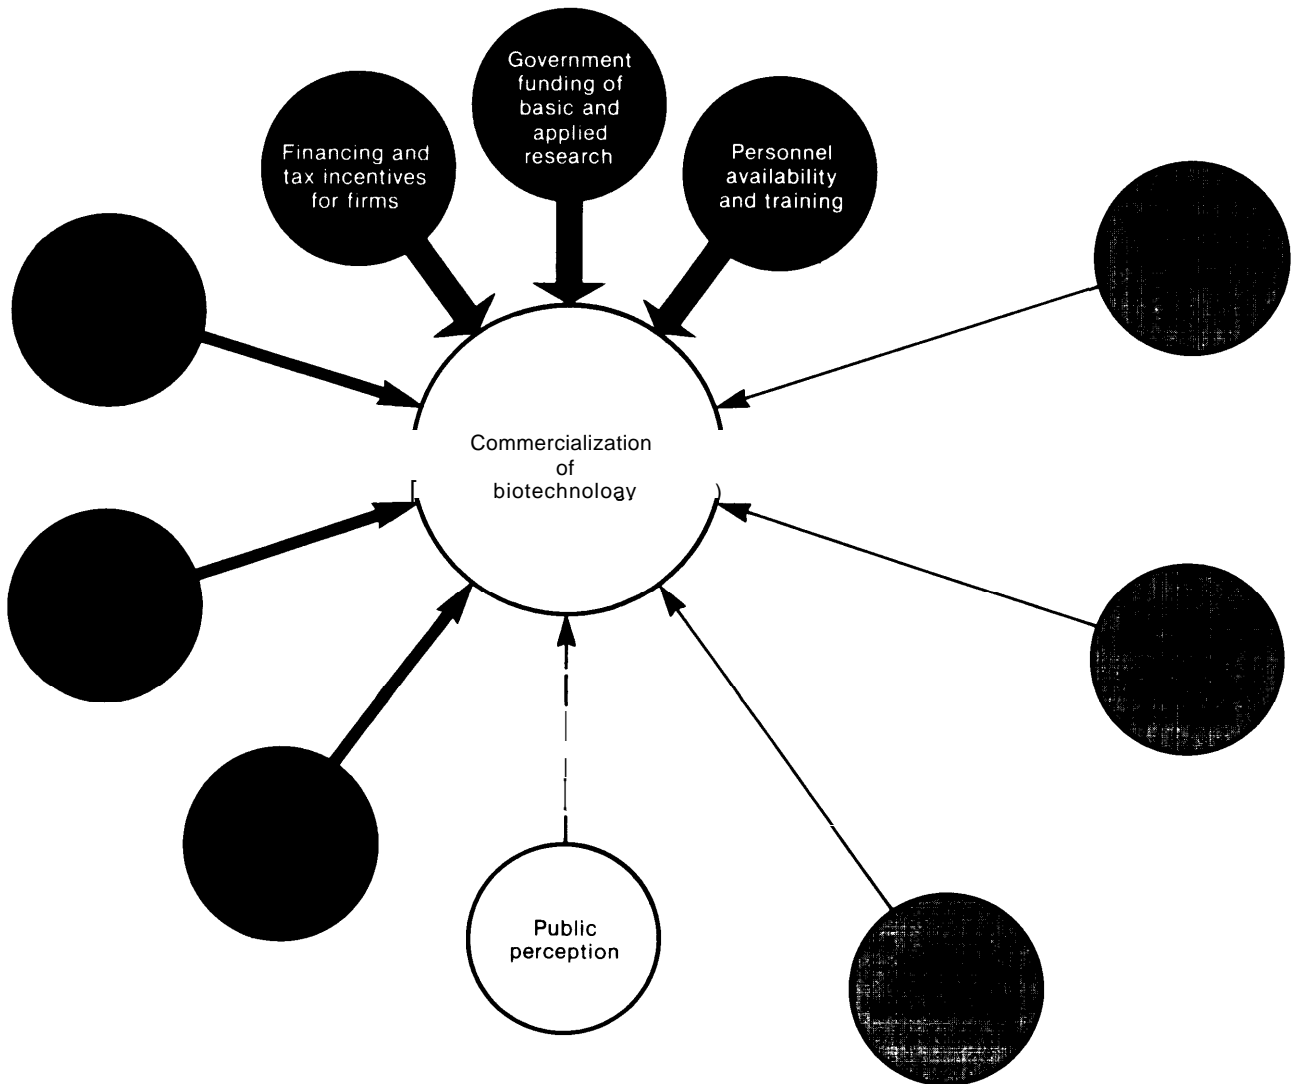 Government
funding of
basic and
applied
research
Financing and
tax incentives
for firms
Personnel
availability
and training
Commercialization
of
biotechnology
Public
perception